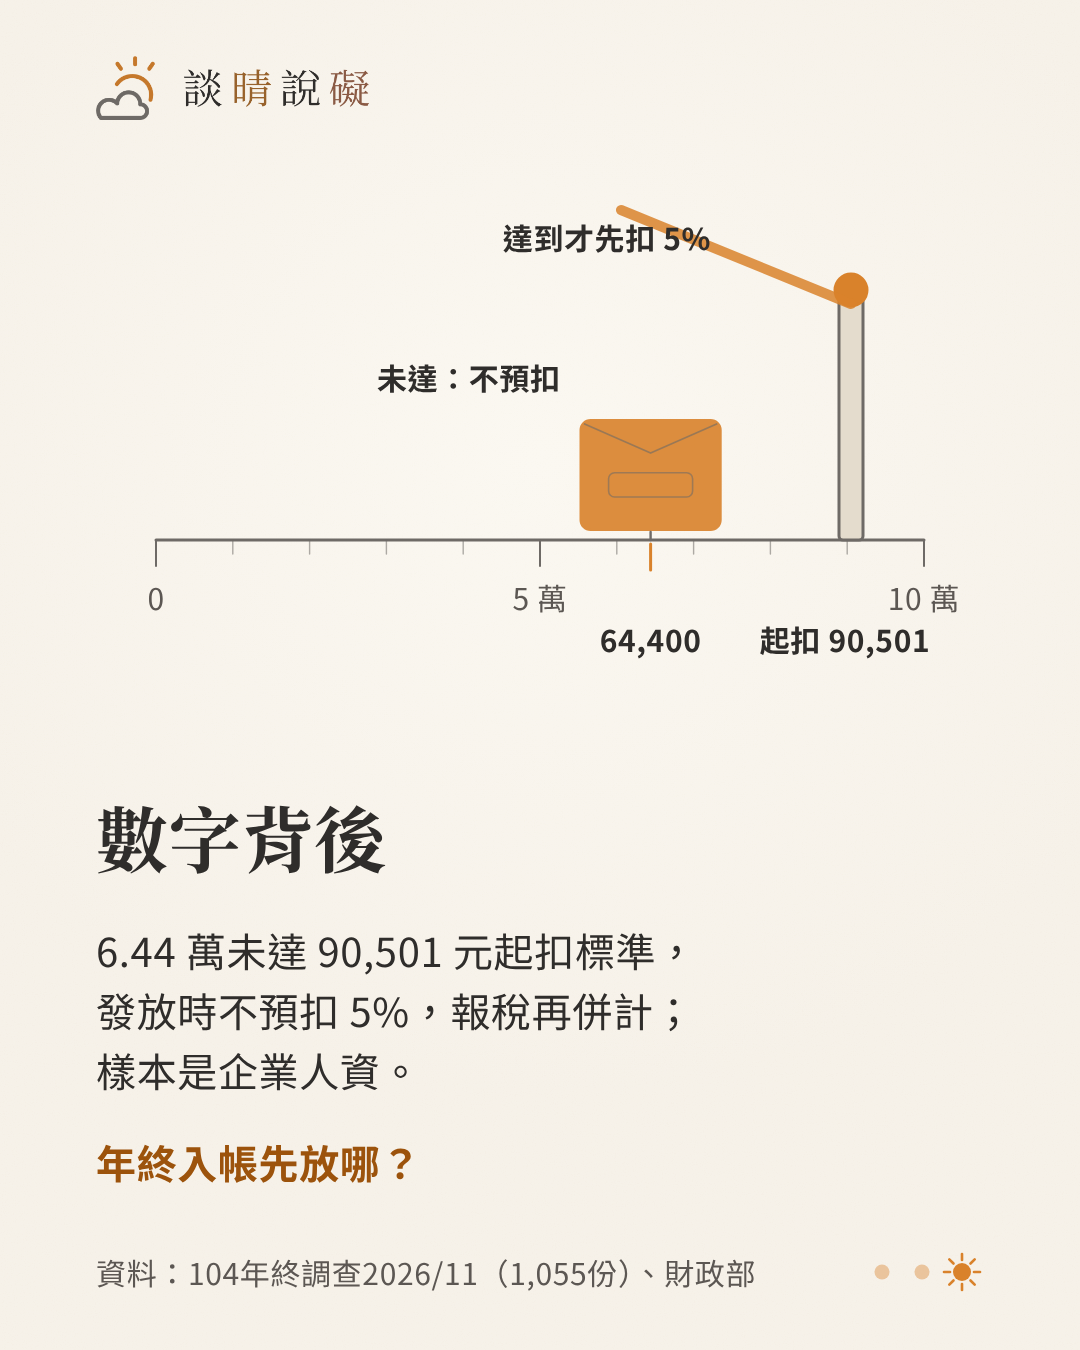 談晴說礙
達到才先扣 5%
未達：不預扣
0
5 萬
10 萬
64,400
起扣 90,501
數字背後
6.44 萬未達 90,501 元起扣標準，
發放時不預扣 5%，報稅再併計；
樣本是企業人資。
年終入帳先放哪？
資料：104年終調查2026/11（1,055份）、財政部